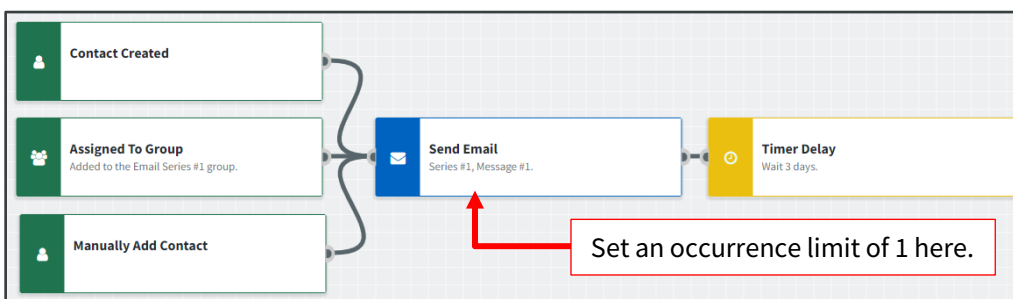 Contact Created
Assigned To Group
Added to the Email Series #1 group.
Manually Add Contact
Send Email
Series #1, Message #1.
Timer Delay
Wait 3 days.
Set an occurrence limit of 1 here.